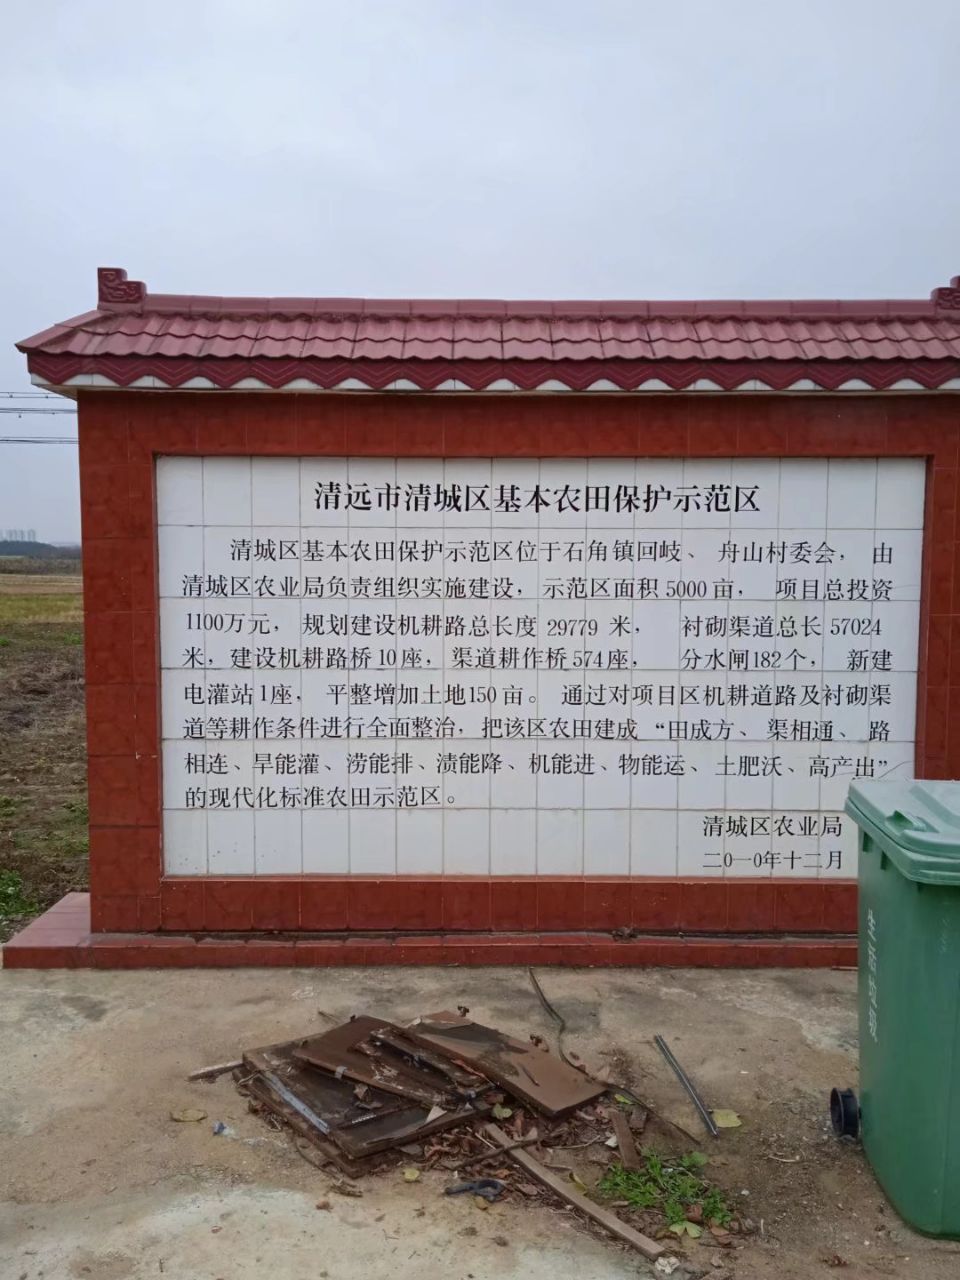 清远市清城区基本农田保护示范区
清城区基本农田保护示范区位于石角镇回岐、舟山村委会，由
清城区农业局负责组织实施建设，示范区面积5000亩，项目总投资
1100万元，规划建设机耕路总长度29779米，衬砌渠道总长57024
米，建设机耕路桥10座，渠道耕作桥574座，分水闸182个，新建
电灌站1座，平整增加土地150亩。通过对项目区机耕道路及衬砌渠
道等耕作条件进行全面整治，把该区农田建成“田成方、渠相通、路
相连、旱能灌、涝能排、渍能降、机能进、物能运、土肥沃、高产出”
的现代化标准农田示范区。
清城区农业局
二0一0年十二月